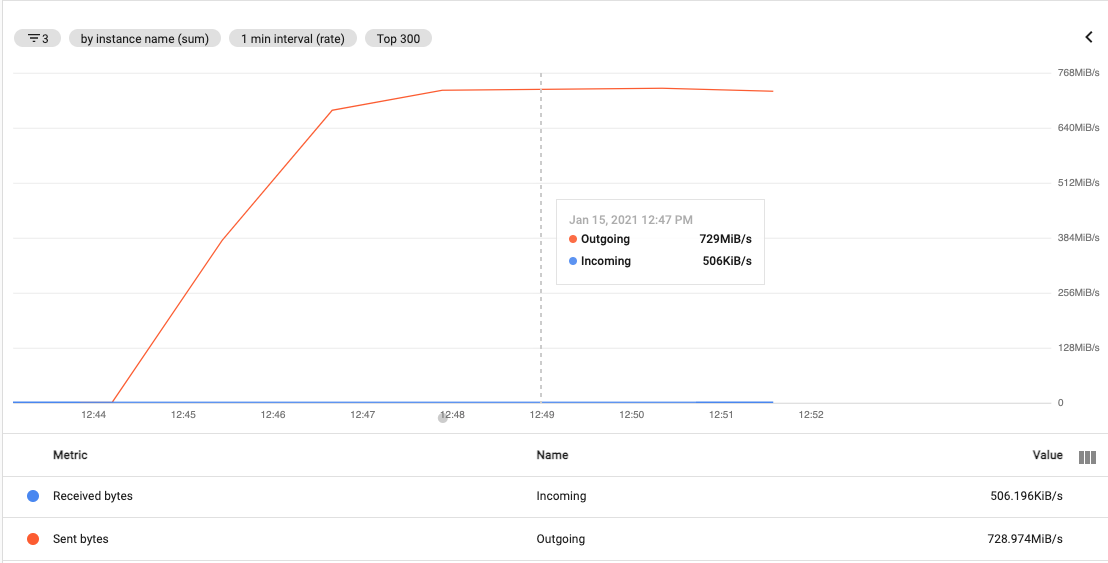 3 by instance name (sum) 1 min interval (rate) Top 300
768MiB/s
640MiB/s
512MiB/s
384MiB/s
256MiB/s
128MiB/s
0
Jan 15, 2021 12:47 PM
Outgoing 729MiB/s
Incoming 506KiB/s
12:44 12:45 12:46 12:47 12:48 12:49 12:50 12:51 12:52
Metric Name Value
Received bytes Incoming 506.196KiB/s
Sent bytes Outgoing 728.974MiB/s